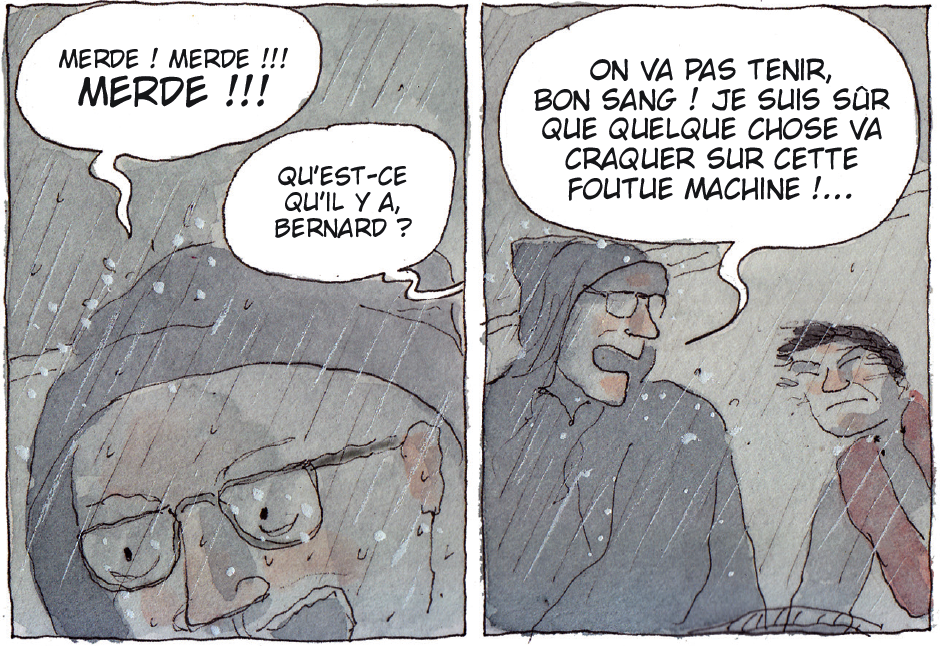 MERDE ! MERDE !!!
MERDE !!!
QU'EST-CE
QU'IL Y A,
BERNARD ?
ON VA PAS TENIR,
BON SANG ! JE SUIS SÛR
QUE QUELQUE CHOSE VA
CRAQUER SUR CETTE
FOUTUE MACHINE !...